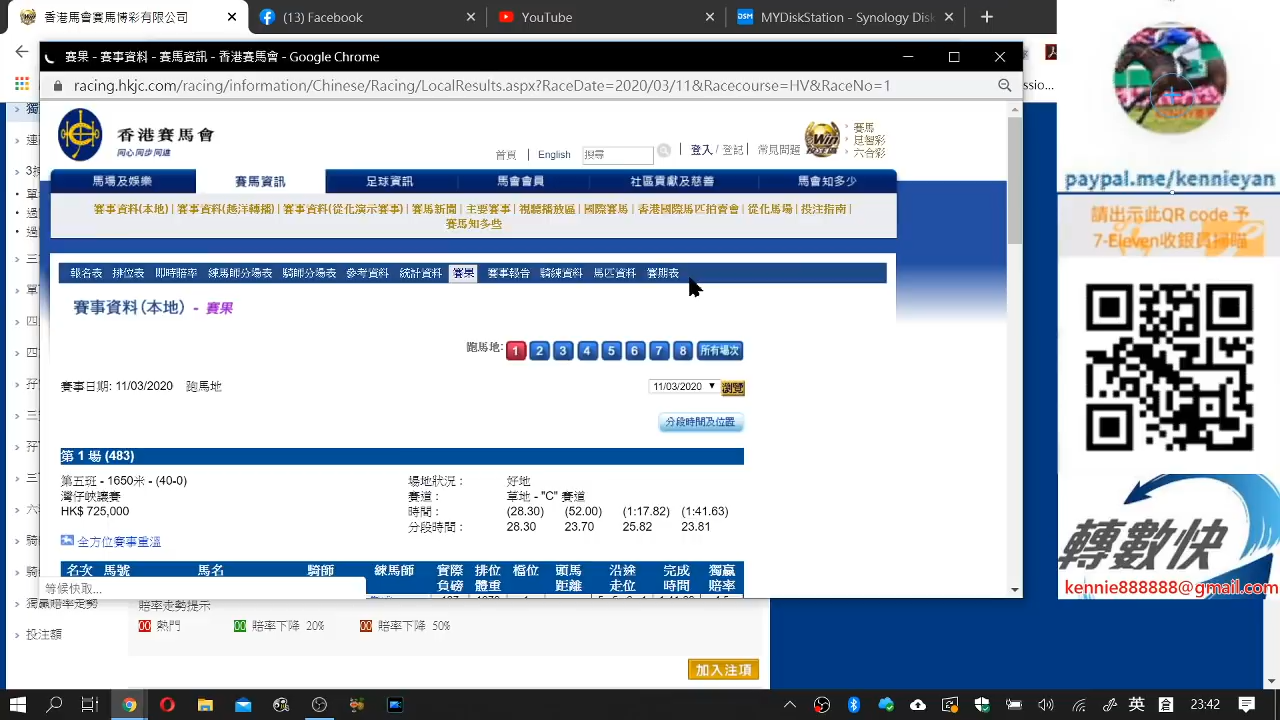 香港賽馬會賽馬博彩有限公司
(13) Facebook
YouTube
MYDiskStation - Synology Disk
賽果 - 賽事資料 - 賽馬資訊 - 香港賽馬會 - Google Chrome
racing.hkjc.com/racing/information/Chinese/Racing/LocalResults.aspx?RaceDate=2020/03/11&Racecourse=HV&RaceNo=1
香港賽馬會
同心同步同進
首頁 | English 搜尋 | 登入 / 登記 | 常見問題
賽馬
足智彩
六合彩
馬場及娛樂 賽馬資訊 足球資訊 馬會會員 社區貢獻及慈善 馬會知多少
賽事資料(本地) | 賽事資料(越洋轉播) | 賽事資料(從化演示賽事) | 賽馬新聞 | 主要賽事 | 視聽播放區 | 國際賽馬 | 香港國際馬匹拍賣會 | 從化馬場 | 投注指南 |
賽馬知多些
報名表 排位表 即時賠率 練馬師分場表 騎師分場表 參考資料 統計資料 賽果 賽事報告 騎練資料 馬匹資料 賽期表
賽事資料(本地) - 賽果
跑馬地: 1 2 3 4 5 6 7 8 所有場次
賽事日期: 11/03/2020 跑馬地
11/03/2020 瀏覽
分段時間及位置
第 1 場 (483)
第五班 - 1650米 - (40-0) 場地狀況 : 好地
灣仔峽讓賽 賽道 : 草地 - "C" 賽道
HK$ 725,000 時間 : (28.30) (52.00) (1:17.82) (1:41.63)
分段時間 : 28.30 23.70 25.82 23.81
全方位賽事重溫
名次 馬號 馬名 騎師 練馬師 實際負磅 排位體重 檔位 頭馬距離 沿途走位 完成時間 獨贏賠率
等候快取...
獨贏賠率走勢
投注額
賠率走勢提示
00 熱門 00 賠率下降 20% 00 賠率下降 50%
加入注項
paypal.me/kennieyan
請出示此QR code 予
7-Eleven收銀員掃瞄
轉數快
kennie888888@gmail.com
英
23:42